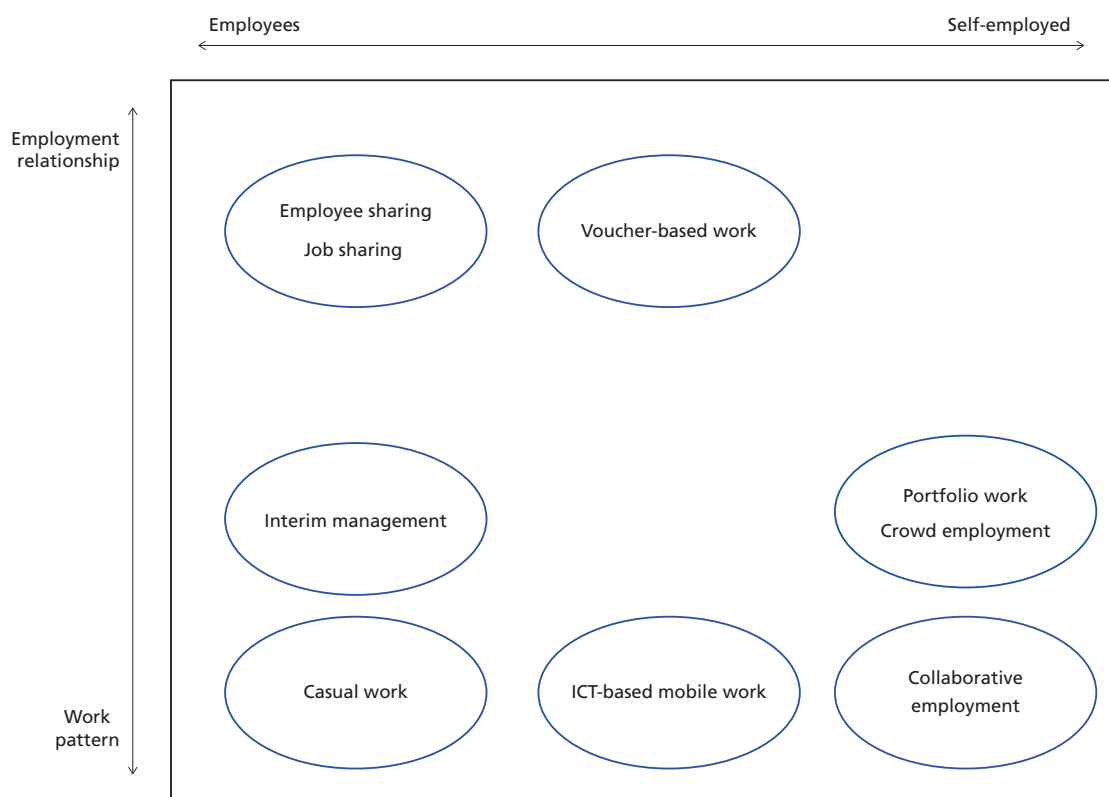 Employees
Self-employed
Employment
relationship
Employee sharing
Job sharing
Voucher-based work
Interim management
Portfolio work
Crowd employment
Casual work
ICT-based mobile work
Collaborative
employment
Work
pattern